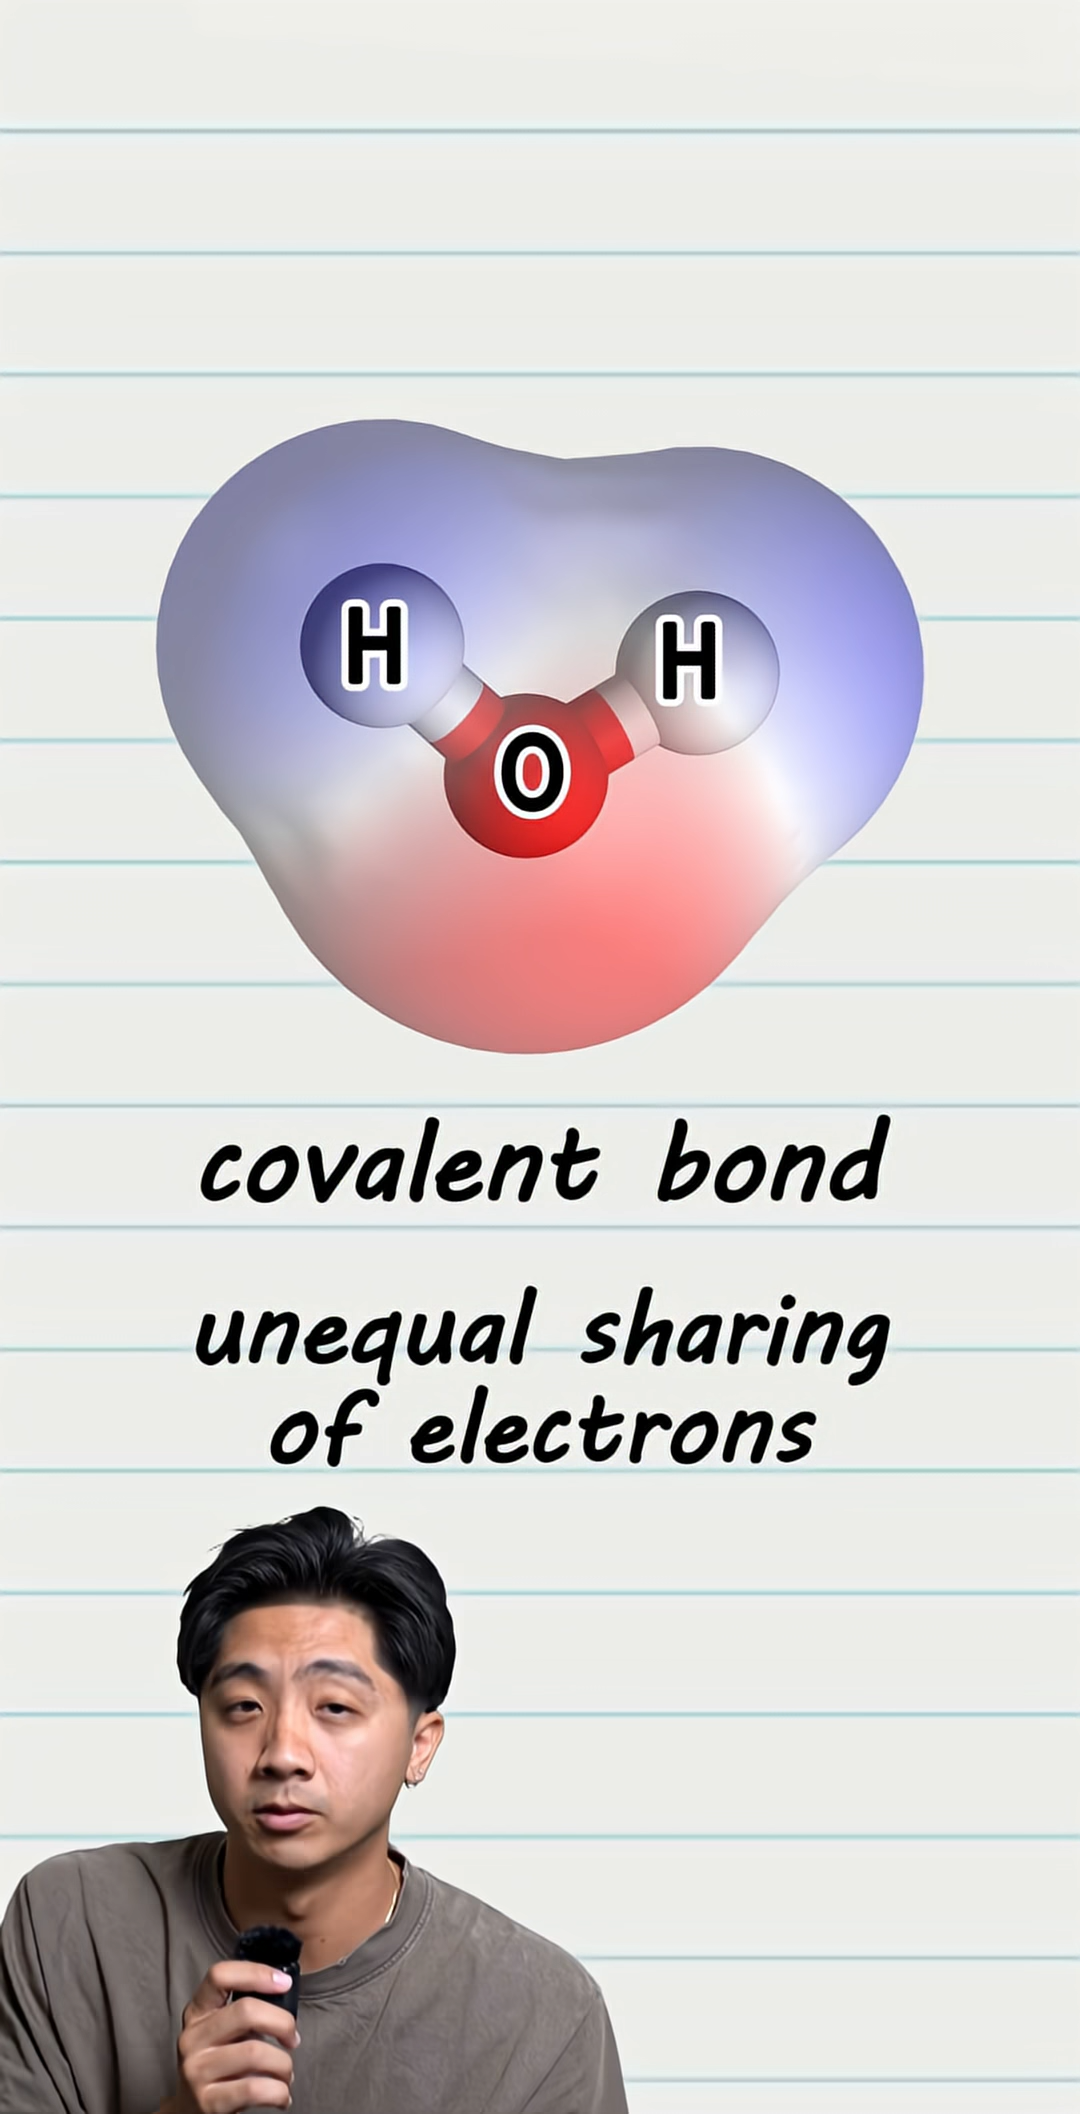 H H
O
covalent bond
unequal sharing
of electrons